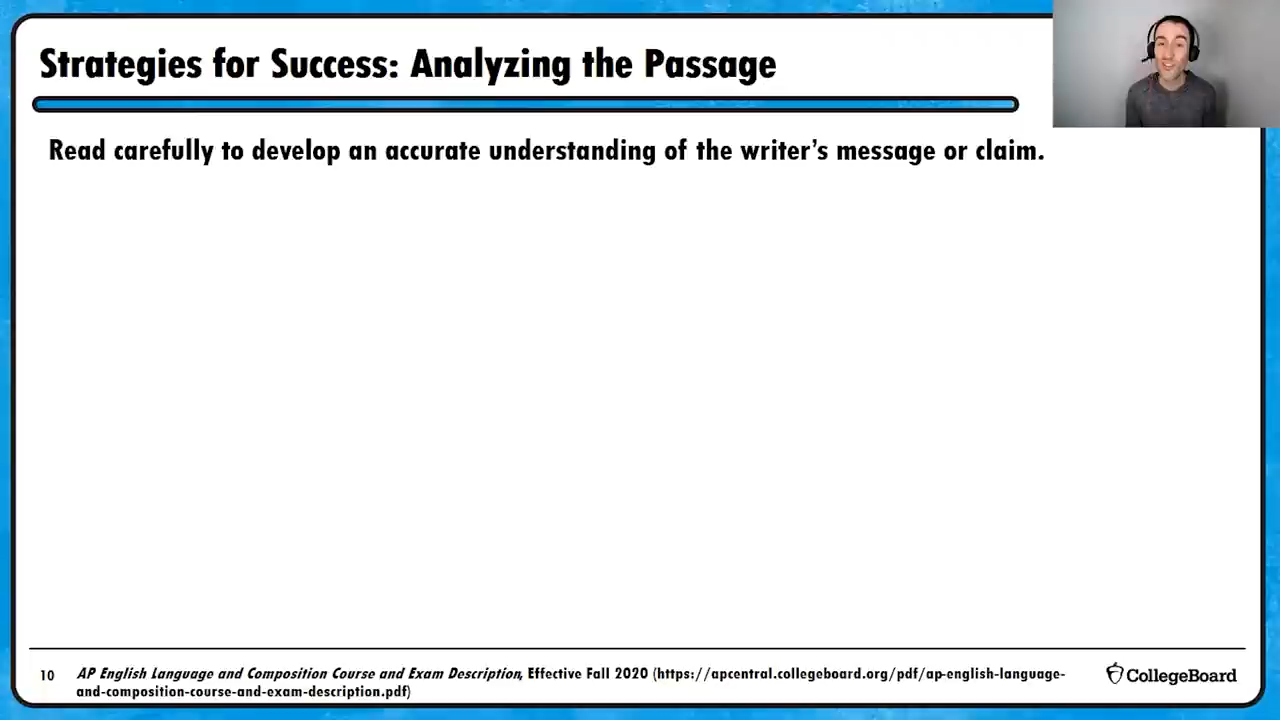 Strategies for Success: Analyzing the Passage
Read carefully to develop an accurate understanding of the writer’s message or claim.
10
AP English Language and Composition Course and Exam Description, Effective Fall 2020 (https://apcentral.collegeboard.org/pdf/ap-english-language-
and-composition-course-and-exam-description.pdf)
CollegeBoard